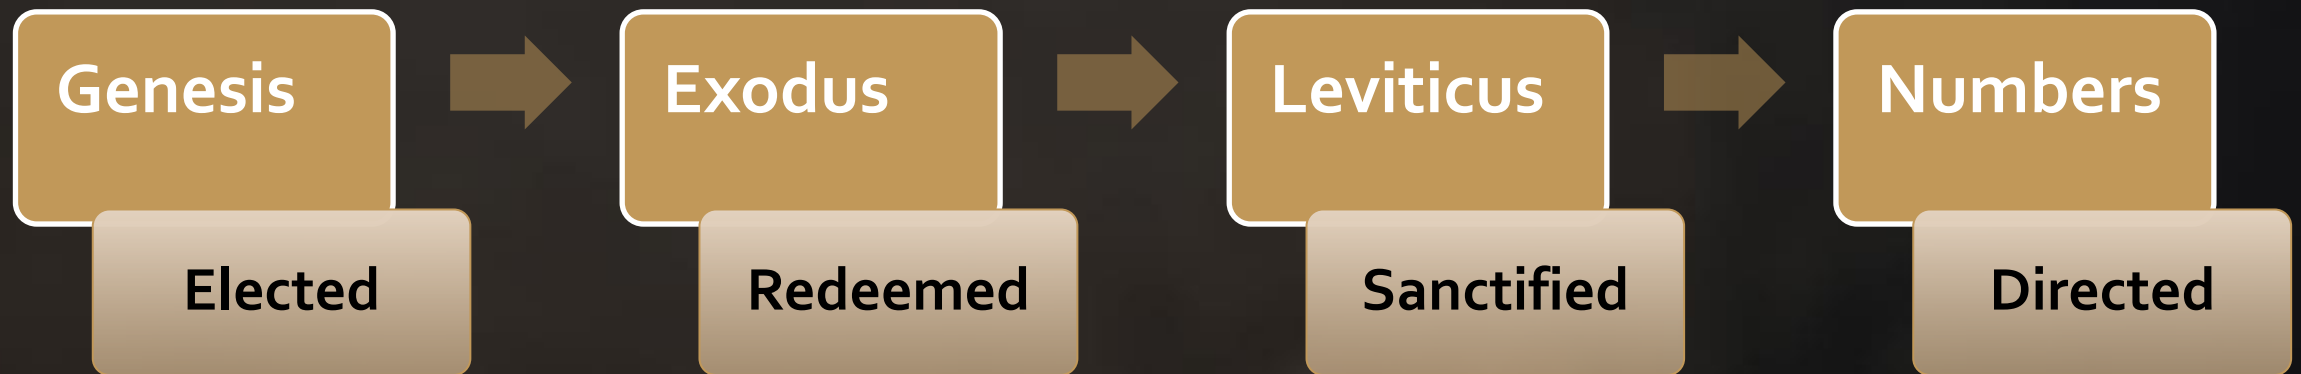 Genesis
Elected
Exodus
Redeemed
Leviticus
Sanctified
Numbers
Directed